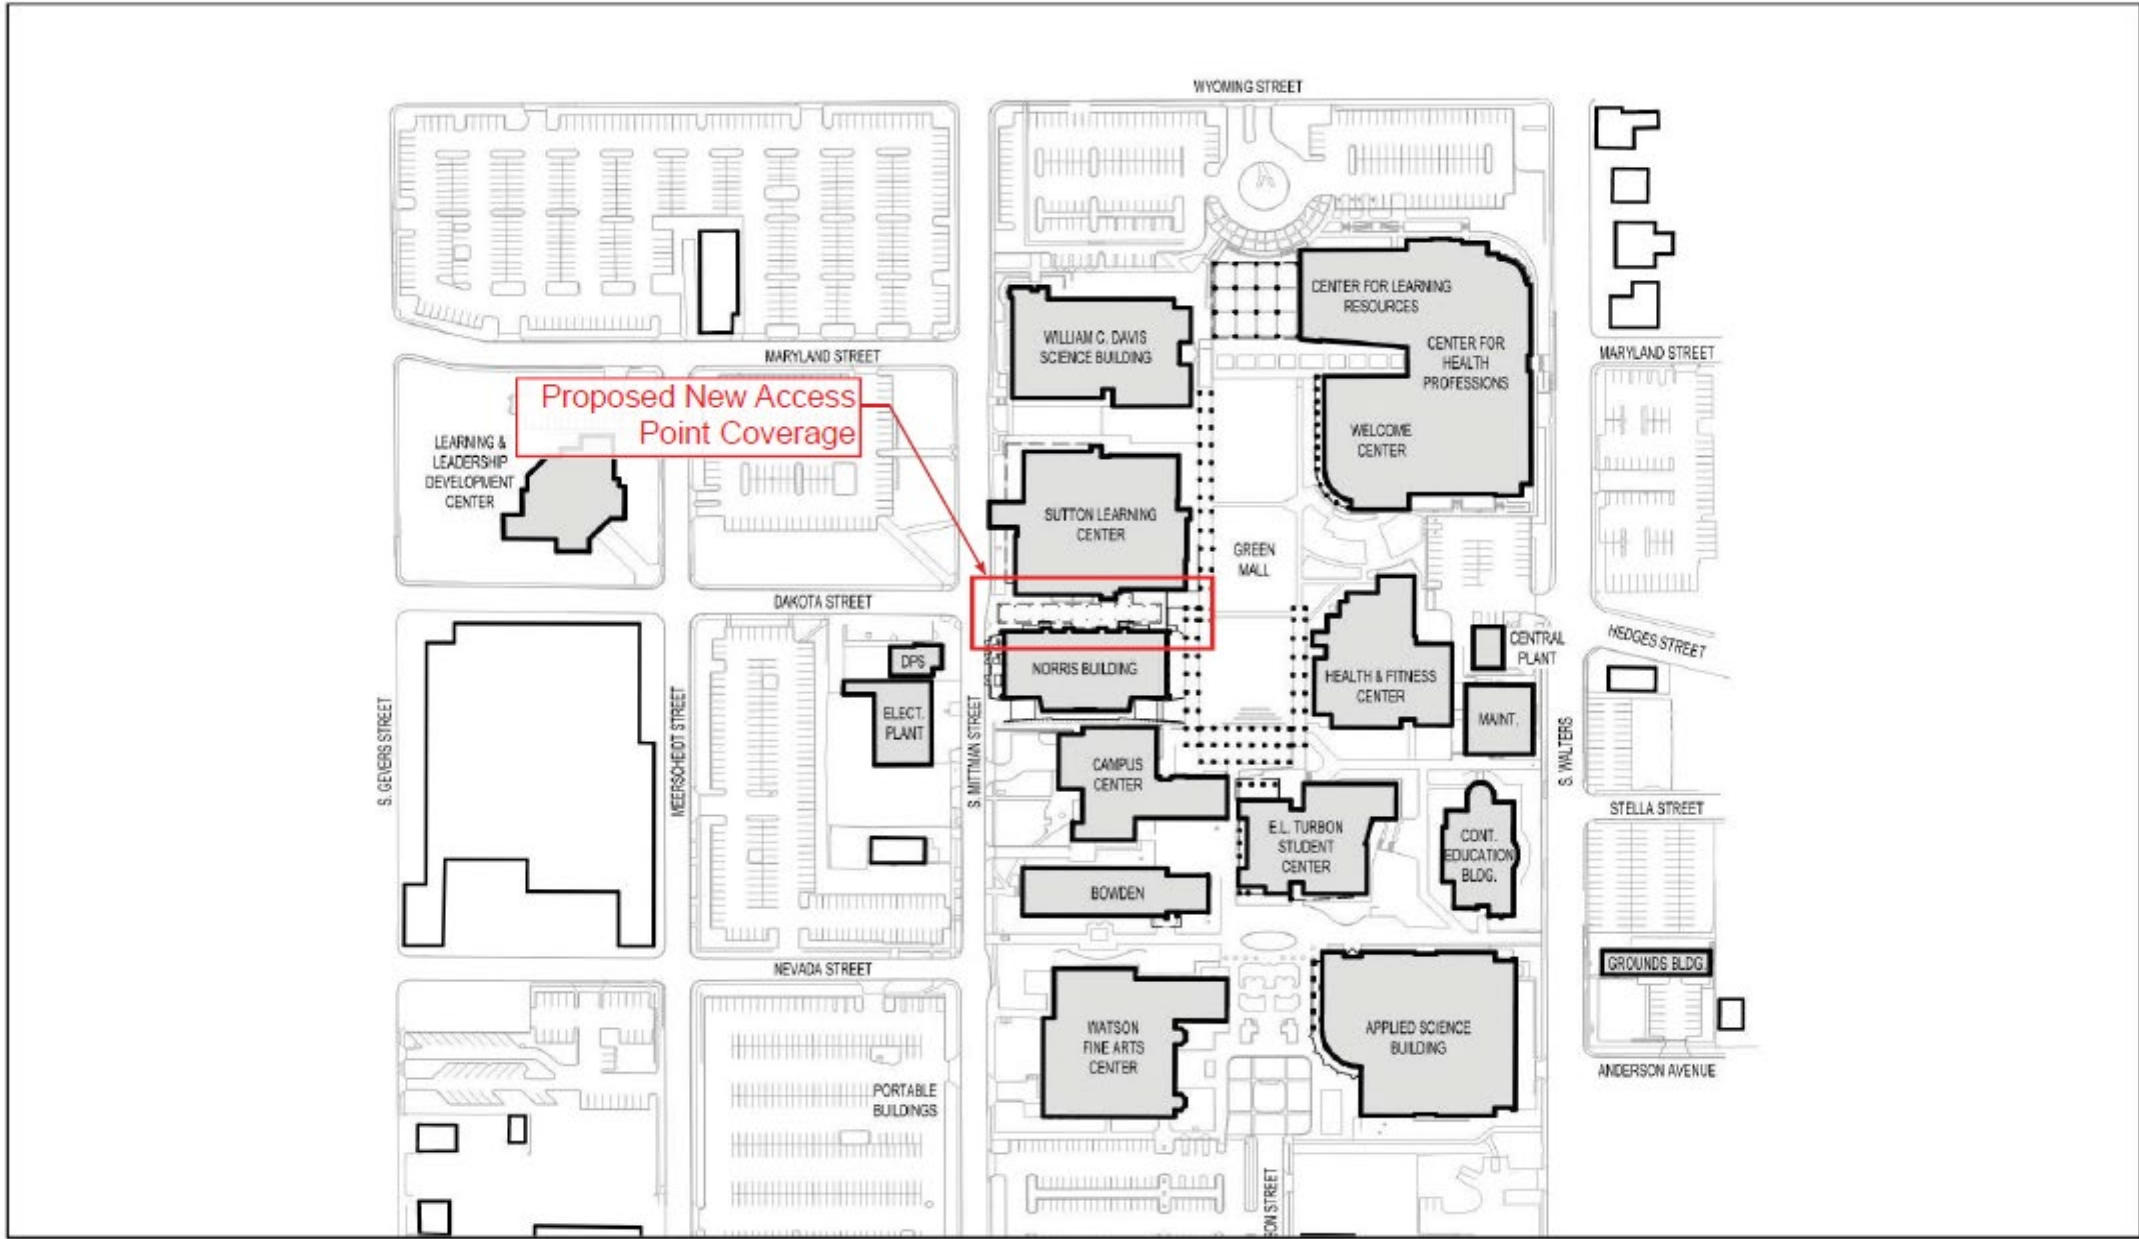 WYOMING STREET
CENTER FOR LEARNING
RESOURCES
WILLIAM C. DAVIS
SCIENCE BUILDING
CENTER FOR
HEALTH
PROFESSIONS
MARYLAND STREET
MARYLAND STREET
Proposed New Access
Point Coverage
LEARNING &
LEADERSHIP
DEVELOPMENT
CENTER
WELCOME
CENTER
SUTTON LEARNING
CENTER
GREEN
MALL
DAKOTA STREET
HEDGES STREET
CENTRAL
PLANT
DPS
NORRIS BUILDING
HEALTH & FITNESS
CENTER
ELECT.
PLANT
MAINT.
S. GEVERS STREET
MEERSCHEIDT STREET
S. MITTMAN STREET
S. WALTERS
CAMPUS
CENTER
STELLA STREET
E.L. TURBON
STUDENT
CENTER
CONT.
EDUCATION
BLDG.
BOWDEN
NEVADA STREET
GROUNDS BLDG.
WATSON
FINE ARTS
CENTER
APPLIED SCIENCE
BUILDING
ANDERSON AVENUE
PORTABLE
BUILDINGS
STREET